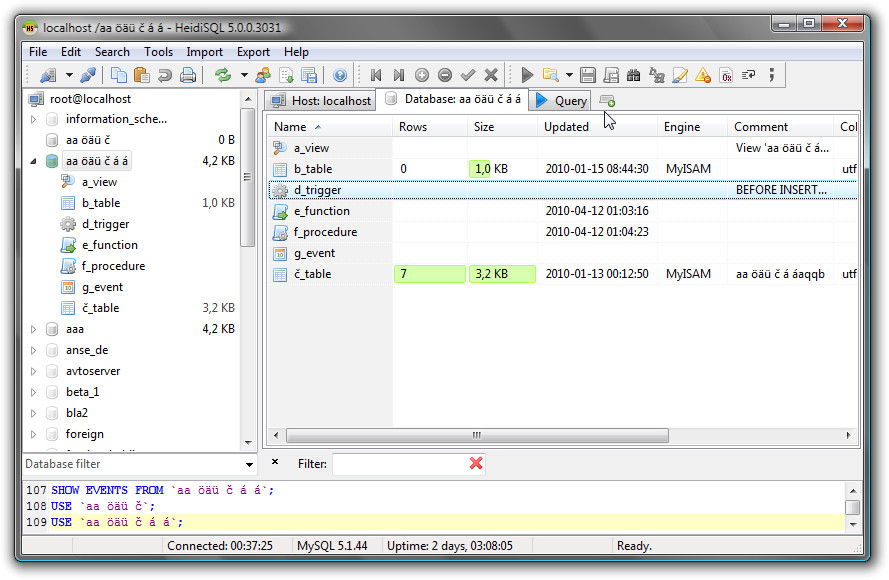 localhost /aa öäü č á á - HeidiSQL 5.0.0.3031
File Edit Search Tools Import Export Help
root@localhost
information_sche...
aa öäü č 0 B
aa öäü č á á 4,2 KB
a_view
b_table 1,0 KB
d_trigger
e_function
f_procedure
g_event
č_table 3,2 KB
aaa 4,2 KB
anse_de
avtoserver
beta_1
bla2
foreign
Database filter
Host: localhost Database: aa öäü č á á Query
Name Rows Size Updated Engine Comment Col
a_view View 'aa öäü č á...
b_table 0 1,0 KB 2010-01-15 08:44:30 MyISAM utf
d_trigger BEFORE INSERT...
e_function 2010-04-12 01:03:16
f_procedure 2010-04-12 01:04:23
g_event
č_table 7 3,2 KB 2010-01-13 00:12:50 MyISAM aa öäü č á áaqqb utf
Filter:
107 SHOW EVENTS FROM `aa öäü č á á`;
108 USE `aa öäü č`;
109 USE `aa öäü č á á`;
Connected: 00:37:25 MySQL 5.1.44 Uptime: 2 days, 03:08:05 Ready.